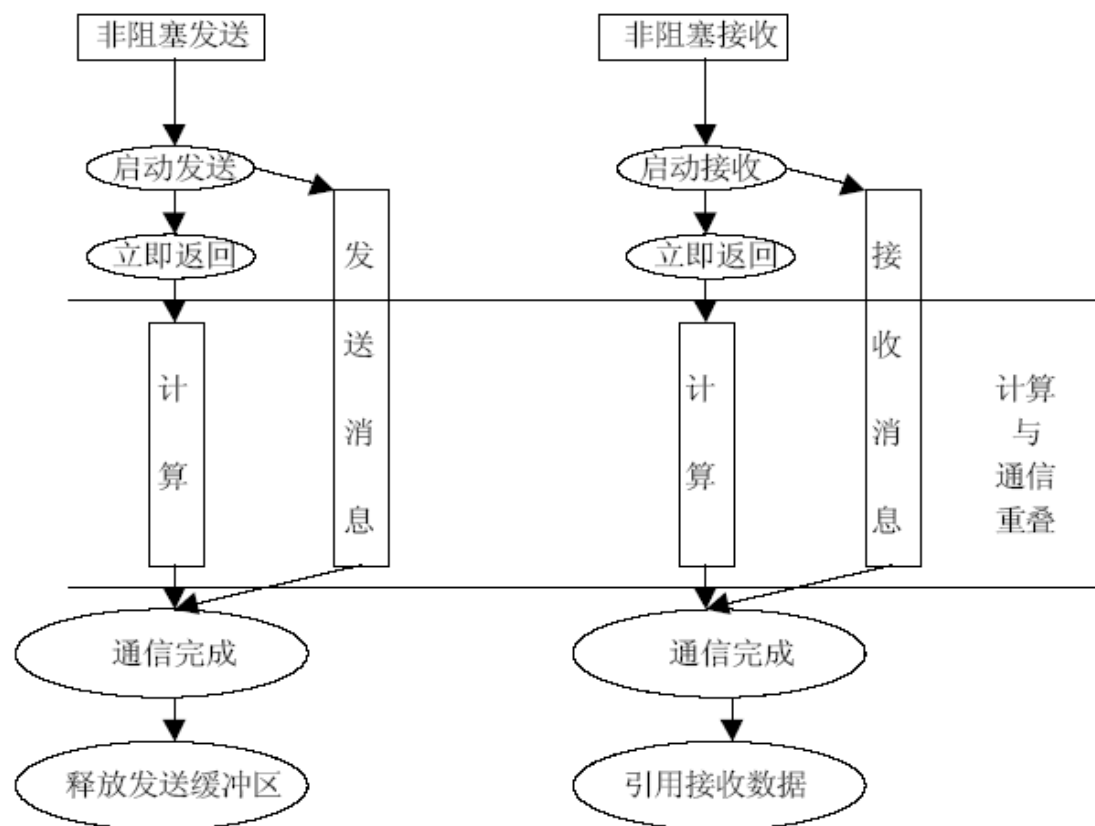 非阻塞发送
启动发送
立即返回
发送消息
计算
通信完成
释放发送缓冲区
非阻塞接收
启动接收
立即返回
接收消息
计算
通信完成
引用接收数据
计算
与
通信
重叠